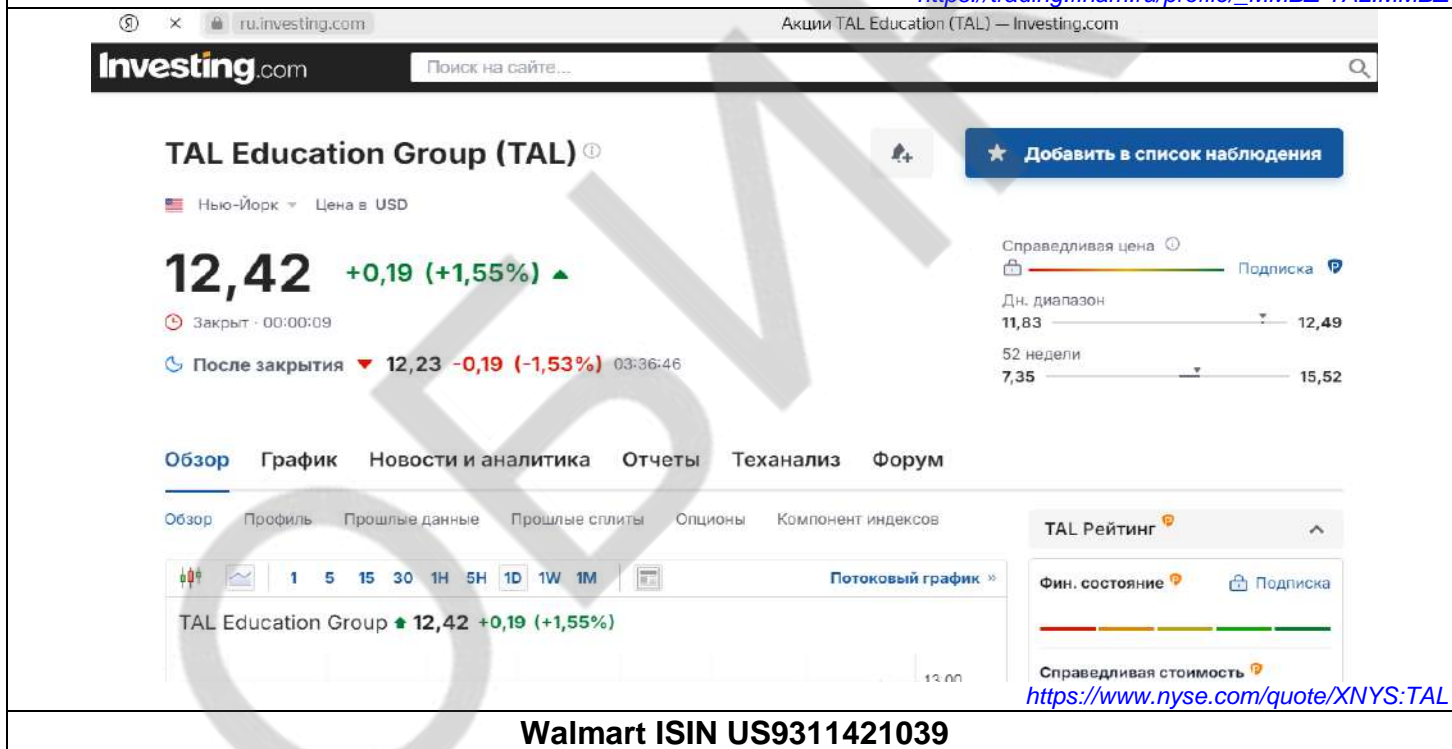 ru.investing.com
Акции TAL Education (TAL) — Investing.com
Investing.com
Поиск на сайте...
TAL Education Group (TAL)
Добавить в список наблюдения
Нью-Йорк
Цена в USD
12,42 +0,19 (+1,55%)
Закрыт · 00:00:09
После закрытия 12,23 -0,19 (-1,53%) 03:36:46
Справедливая цена
Подписка
Дн. диапазон
11,83 12,49
52 недели
7,35 15,52
Обзор График Новости и аналитика Отчеты Теханализ Форум
Обзор Профиль Прошлые данные Прошлые сплиты Опционы Компонент индексов
1 5 15 30 1H 5H 1D 1W 1M
Потоковый график »
TAL Education Group 12,42 +0,19 (+1,55%)
TAL Рейтинг
Фин. состояние Подписка
Справедливая стоимость
https://www.nyse.com/quote/XNYS:TAL
Walmart ISIN US9311421039